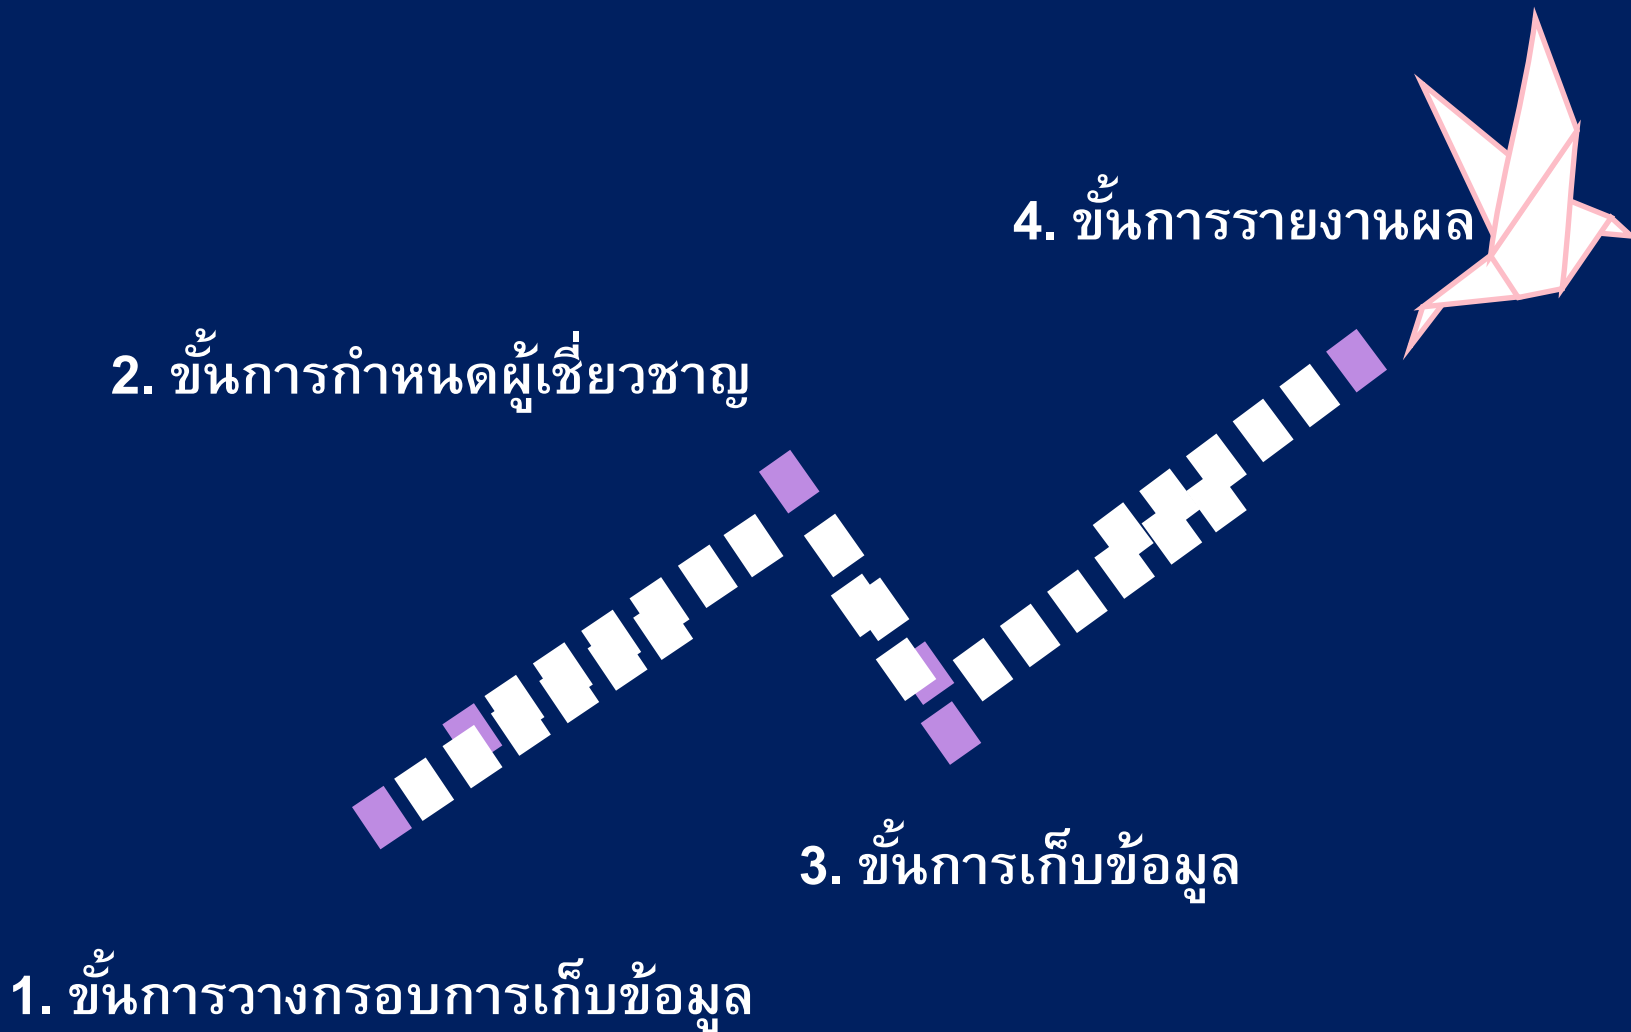 4. ขั้นการรายงานผล
2. ขั้นการกำหนดผู้เชี่ยวชาญ
3. ขั้นการเก็บข้อมูล
1. ขั้นการวางกรอบการเก็บข้อมูล